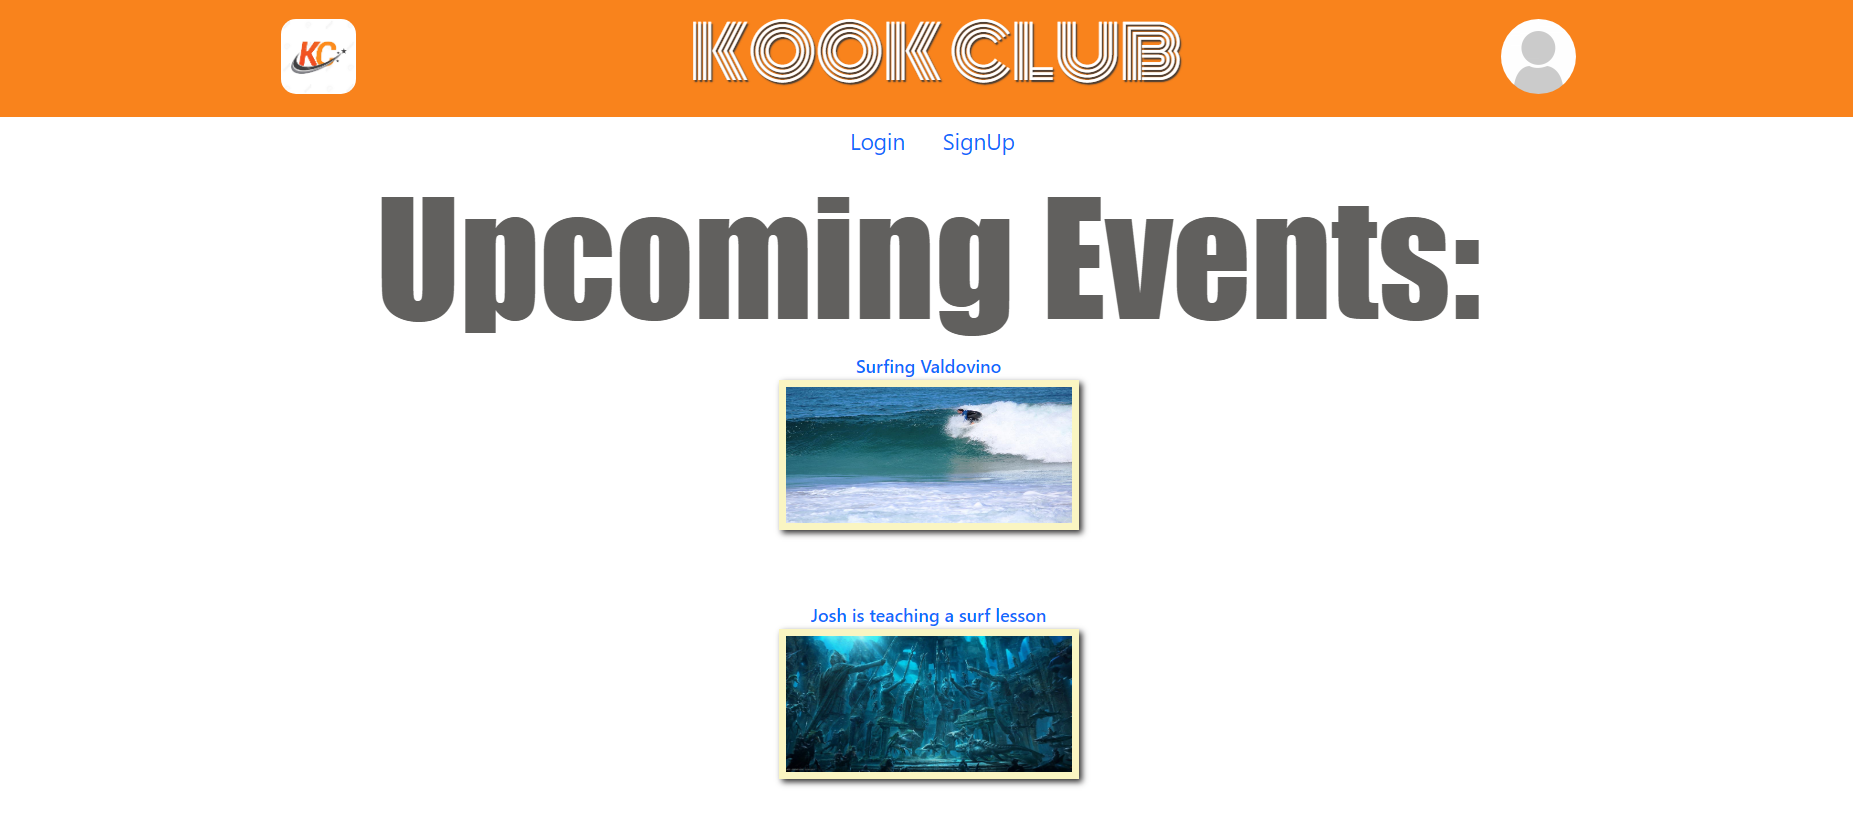 KC
KOOK CLUB
Login SignUp
Upcoming Events:
Surfing Valdovino
Josh is teaching a surf lesson